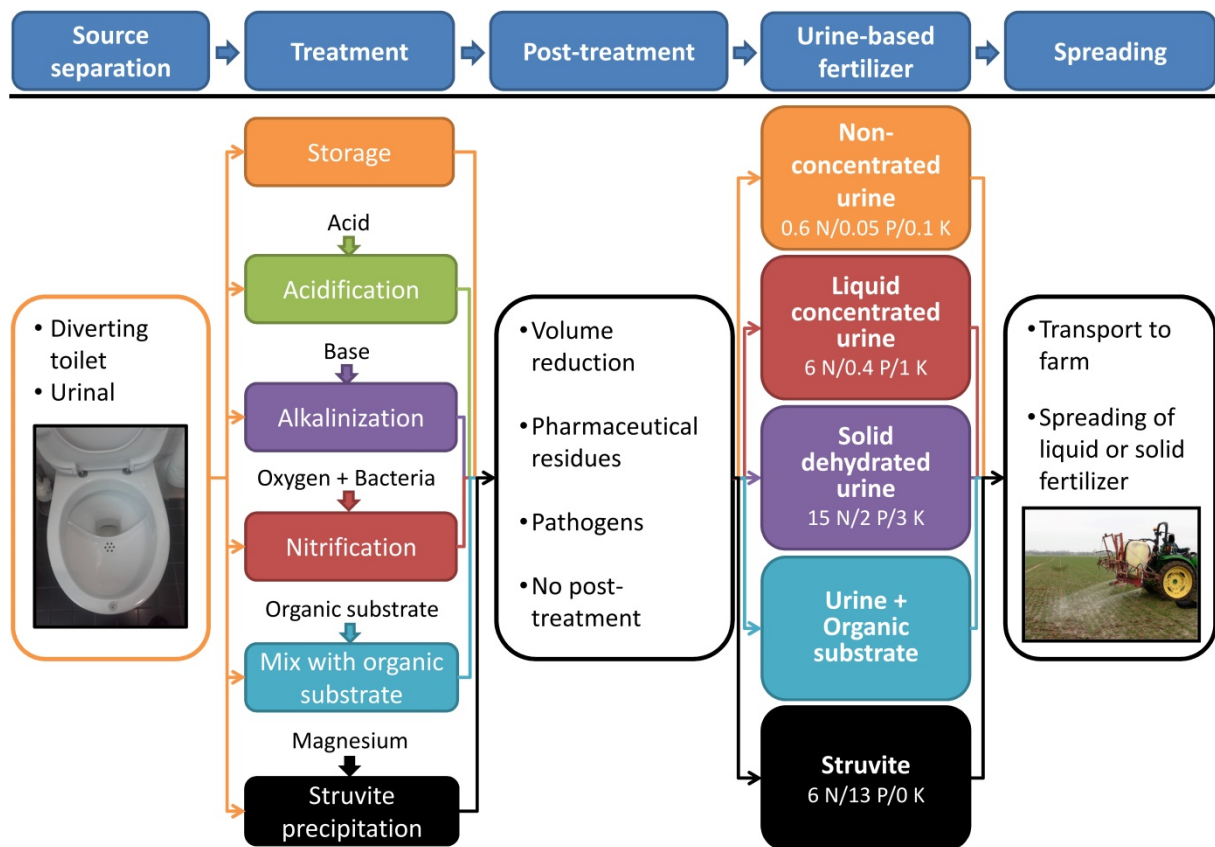 Source
separation
Treatment
Post-treatment
Urine-based
fertilizer
Spreading
• Diverting
toilet
• Urinal
Storage
Acid
Acidification
Base
Alkalinization
Oxygen + Bacteria
Nitrification
Organic substrate
Mix with organic
substrate
Magnesium
Struvite
precipitation
• Volume
reduction
• Pharmaceutical
residues
• Pathogens
• No post-
treatment
Non-
concentrated
urine
0.6 N/0.05 P/0.1 K
Liquid
concentrated
urine
6 N/0.4 P/1 K
Solid
dehydrated
urine
15 N/2 P/3 K
Urine +
Organic
substrate
Struvite
6 N/13 P/0 K
• Transport to
farm
• Spreading of
liquid or solid
fertilizer